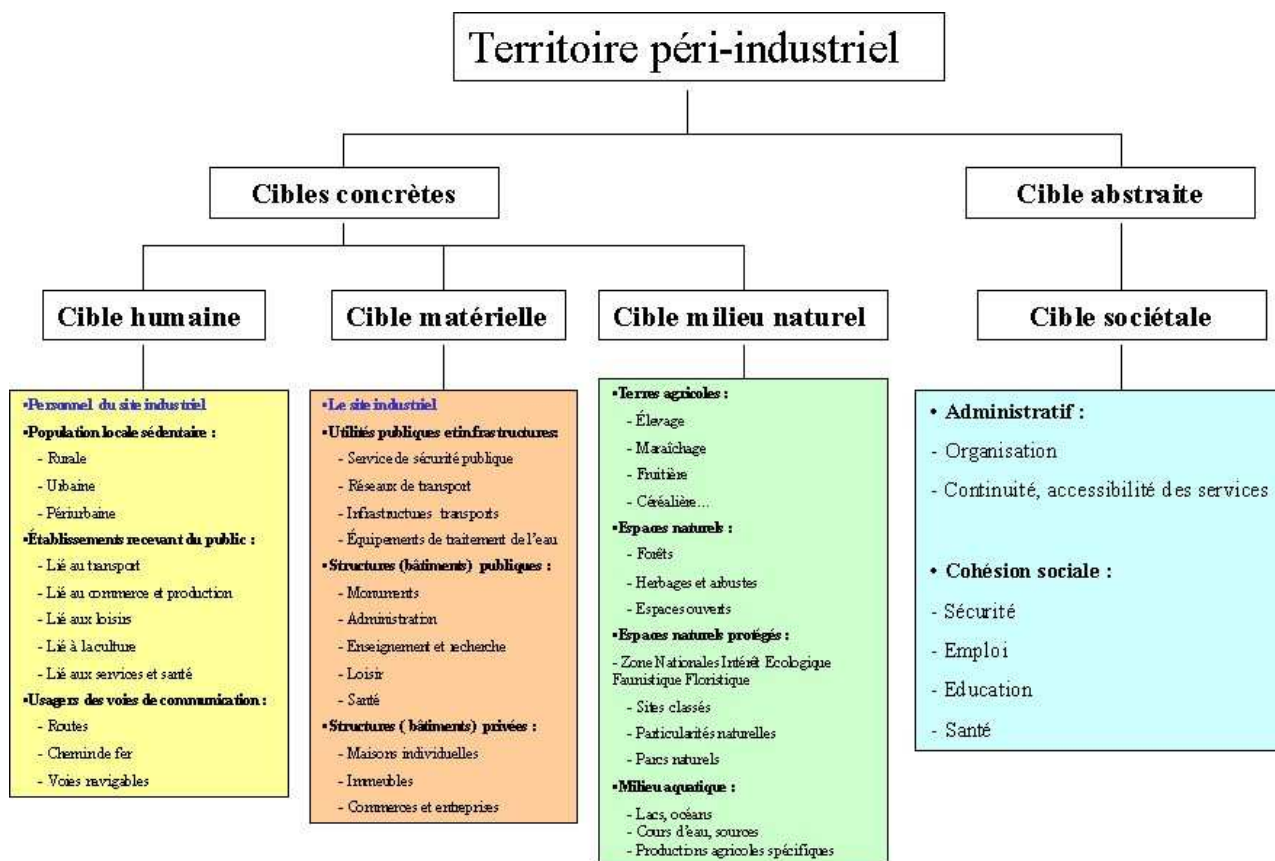 Territoire péri-industriel
Cibles concrètes
Cible abstraite
Cible humaine
Cible matérielle
Cible milieu naturel
Cible sociétale
•Personnel du site industriel
•Population locale sédentaire :
- Rurale
- Urbaine
- Périurbaine
•Établissements recevant du public :
- Lié au transport
- Lié au commerce et production
- Lié aux loisirs
- Lié à la culture
- Lié aux services et santé
•Usagers des voies de communication :
- Routes
- Chemin de fer
- Voies navigables
•Le site industriel
•Utilités publiques et infrastructures:
- Service de sécurité publique
- Réseaux de transport
- Infrastructures transports
- Équipements de traitement de l'eau
•Structures (bâtiments) publiques :
- Monuments
- Administration
- Enseignement et recherche
- Loisir
- Santé
•Structures ( bâtiments) privées :
- Maisons individuelles
- Immeubles
- Commerces et entreprises
•Terres agricoles :
- Élevage
- Maraîchage
- Fruitière
- Céréalière...
•Espaces naturels :
- Forêts
- Herbages et arbustes
- Espaces ouverts
•Espaces naturels protégés :
- Zone Nationales Intérêt Ecologique
Faunistique Floristique
- Sites classés
- Particularités naturelles
- Parcs naturels
•Milieu aquatique :
- Lacs, océans
- Cours d'eau, sources
- Productions agricoles spécifiques
• Administratif :
- Organisation
- Continuité, accessibilité des services
• Cohésion sociale :
- Sécurité
- Emploi
- Education
- Santé